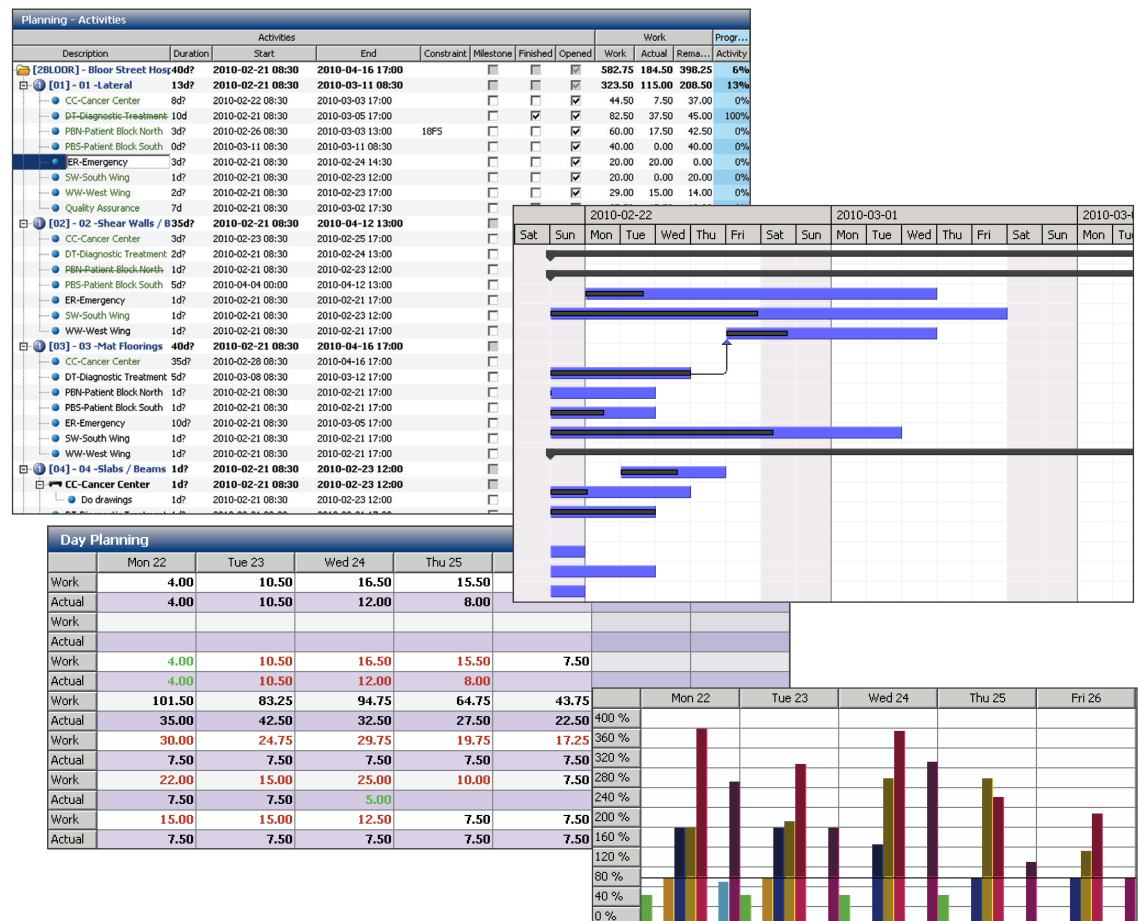 Planning - Activities
Activities Work Progr...
Description Duration Start End Constraint Milestone Finished Opened Work Actual Rema... Activity
[2BLOOR] - Bloor Street Hosp 40d? 2010-02-21 08:30 2010-04-16 17:00 582.75 184.50 398.25 6%
[01] - 01 -Lateral 13d? 2010-02-21 08:30 2010-03-11 08:30 323.50 115.00 208.50 13%
CC-Cancer Center 8d? 2010-02-22 08:30 2010-03-03 17:00 44.50 7.50 37.00 0%
DT-Diagnostic Treatment 10d 2010-02-21 08:30 2010-03-05 17:00 82.50 37.50 45.00 100%
PBN-Patient Block North 3d? 2010-02-26 08:30 2010-03-03 13:00 18FS 60.00 17.50 42.50 0%
PBS-Patient Block South 0d? 2010-03-11 08:30 2010-03-11 08:30 40.00 0.00 40.00 0%
ER-Emergency 3d? 2010-02-21 08:30 2010-02-24 14:30 20.00 20.00 0.00 0%
SW-South Wing 1d? 2010-02-21 08:30 2010-02-23 12:00 20.00 0.00 20.00 0%
WW-West Wing 2d? 2010-02-21 08:30 2010-02-23 17:00 29.00 15.00 14.00 0%
Quality Assurance 7d 2010-02-21 08:30 2010-03-02 17:30
[02] - 02 -Shear Walls / B 35d? 2010-02-21 08:30 2010-04-12 13:00
CC-Cancer Center 3d? 2010-02-23 08:30 2010-02-25 17:00
DT-Diagnostic Treatment 2d? 2010-02-21 08:30 2010-02-24 13:00
PBN-Patient Block North 1d? 2010-02-21 08:30 2010-02-23 12:00
PBS-Patient Block South 5d? 2010-04-04 00:00 2010-04-12 13:00
ER-Emergency 1d? 2010-02-21 08:30 2010-02-21 17:00
SW-South Wing 1d? 2010-02-21 08:30 2010-02-23 12:00
WW-West Wing 1d? 2010-02-21 08:30 2010-02-21 17:00
[03] - 03 -Mat Floorings 40d? 2010-02-21 08:30 2010-04-16 17:00
CC-Cancer Center 35d? 2010-02-28 08:30 2010-04-16 17:00
DT-Diagnostic Treatment 5d? 2010-03-08 08:30 2010-03-12 17:00
PBN-Patient Block North 1d? 2010-02-21 08:30 2010-02-21 17:00
PBS-Patient Block South 1d? 2010-02-21 08:30 2010-02-21 17:00
ER-Emergency 10d? 2010-02-21 08:30 2010-03-05 17:00
SW-South Wing 1d? 2010-02-21 08:30 2010-02-21 17:00
WW-West Wing 1d? 2010-02-21 08:30 2010-02-21 17:00
[04] - 04 -Slabs / Beams 1d? 2010-02-21 08:30 2010-02-23 12:00
CC-Cancer Center 1d? 2010-02-21 08:30 2010-02-23 12:00
Do drawings 1d? 2010-02-21 08:30 2010-02-23 12:00
2010-02-22 2010-03-01 2010-03-
Sat Sun Mon Tue Wed Thu Fri Sat Sun Mon Tue Wed Thu Fri Sat Sun Mon Tu
Day Planning
Mon 22 Tue 23 Wed 24 Thu 25
Work 4.00 10.50 16.50 15.50
Actual 4.00 10.50 12.00 8.00
Work
Actual
Work 4.00 10.50 16.50 15.50 7.50
Actual 4.00 10.50 12.00 8.00
Work 101.50 83.25 94.75 64.75 43.75
Actual 35.00 42.50 32.50 27.50 22.50
Work 30.00 24.75 29.75 19.75 17.25
Actual 7.50 7.50 7.50 7.50 7.50
Work 22.00 15.00 25.00 10.00 7.50
Actual 7.50 7.50 5.00
Work 15.00 15.00 12.50 7.50 7.50
Actual 7.50 7.50 7.50 7.50 7.50
Mon 22 Tue 23 Wed 24 Thu 25 Fri 26
400 %
360 %
320 %
280 %
240 %
200 %
160 %
120 %
80 %
40 %
0 %